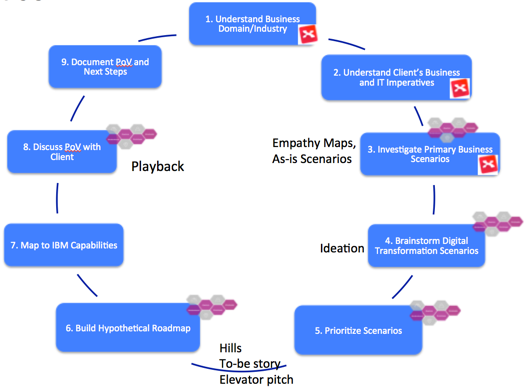 1. Understand Business
Domain/Industry
2. Understand Client's Business
and IT Imperatives
Empathy Maps,
As-is Scenarios
3. Investigate Primary Business
Scenarios
Ideation
4. Brainstorm Digital
Transformation Scenarios
5. Prioritize Scenarios
Hills
To-be story
Elevator pitch
6. Build Hypothetical Roadmap
7. Map to IBM Capabilities
8. Discuss PoV with
Client
Playback
9. Document PoV and
Next Steps